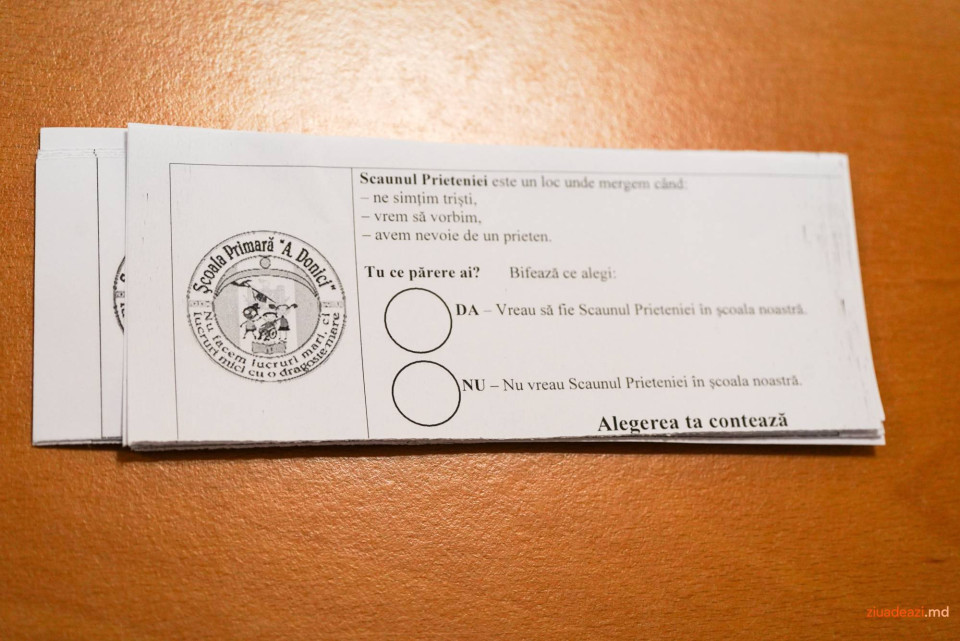 Școala Primară "A. Donici"
Nu facem lucruri mari, ci
lucruri mici cu o dragoste mare
Scaunul Prieteniei este un loc unde mergem când:
– ne simțim triști,
– vrem să vorbim,
– avem nevoie de un prieten.
Tu ce părere ai? Bifează ce alegi:
DA – Vreau să fie Scaunul Prieteniei în școala noastră.
NU – Nu vreau Scaunul Prieteniei în școala noastră.
Alegerea ta contează
ziuadeazi.md